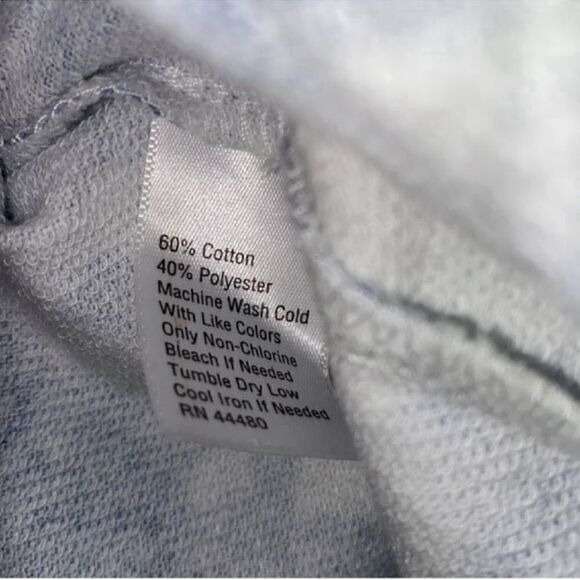 60% Cotton
40% Polyester
Machine Wash Cold
With Like Colors
Only Non-Chlorine
Bleach If Needed
Tumble Dry Low
Cool Iron If Needed
RN 44480